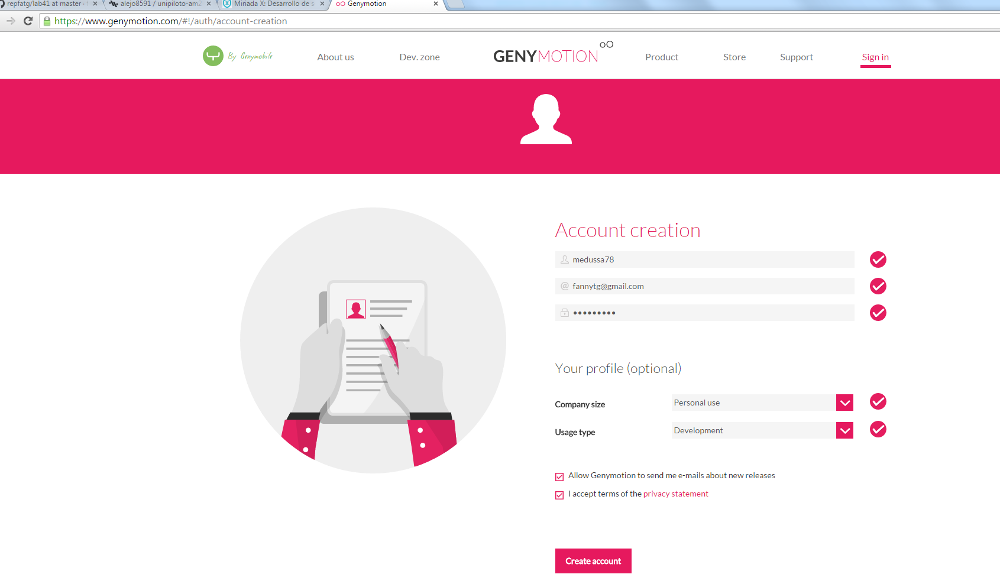 repfatg/lab41 at master
alejo8591 / unipiloto-am2
Miriada X: Desarrollo de s
Genymotion
https://www.genymotion.com/#!/auth/account-creation
By Genymobile
About us
Dev. zone
GENYMOTION
Product
Store
Support
Sign in
Account creation
medussa78
@ fannytg@gmail.com
•••••••••
Your profile (optional)
Company size
Personal use
Usage type
Development
Allow Genymotion to send me e-mails about new releases
I accept terms of the privacy statement
Create account